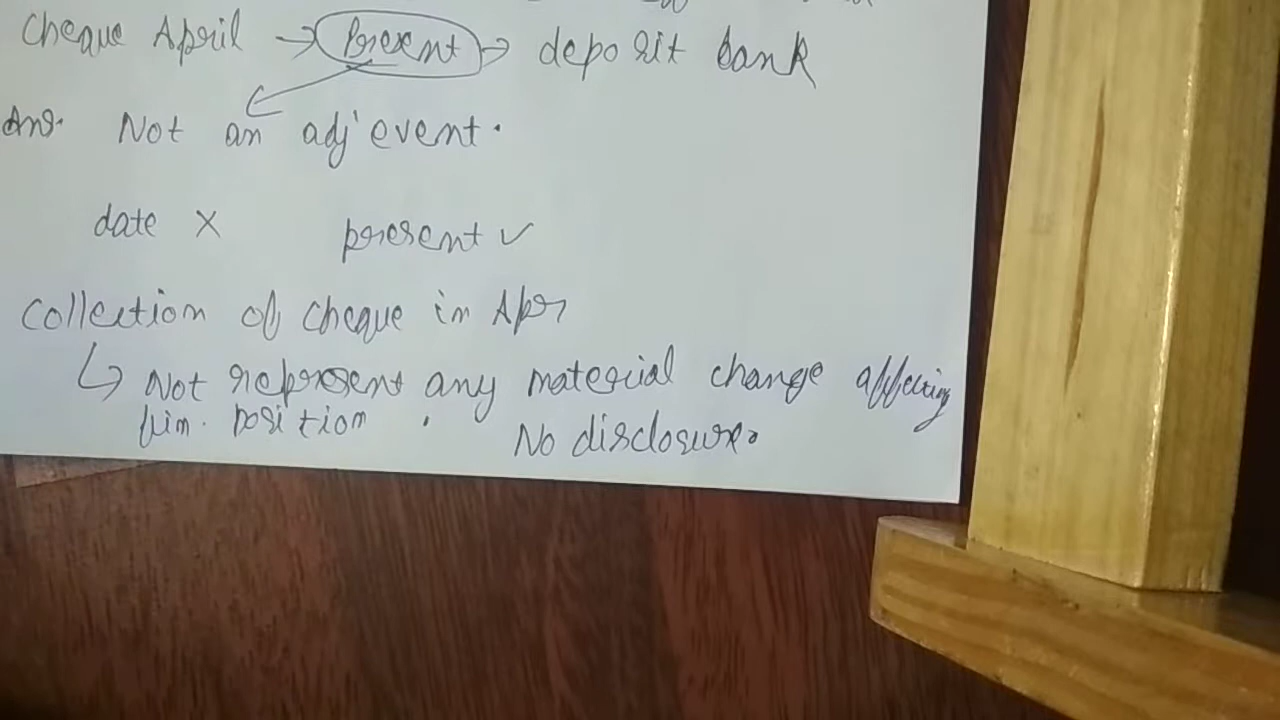 Cheque April → Present → deposit bank
Ans. Not an adj event.
date × present ✓
Collection of cheque in Apr
↳ Not represent any material change affecting
fin. position . No disclosure.